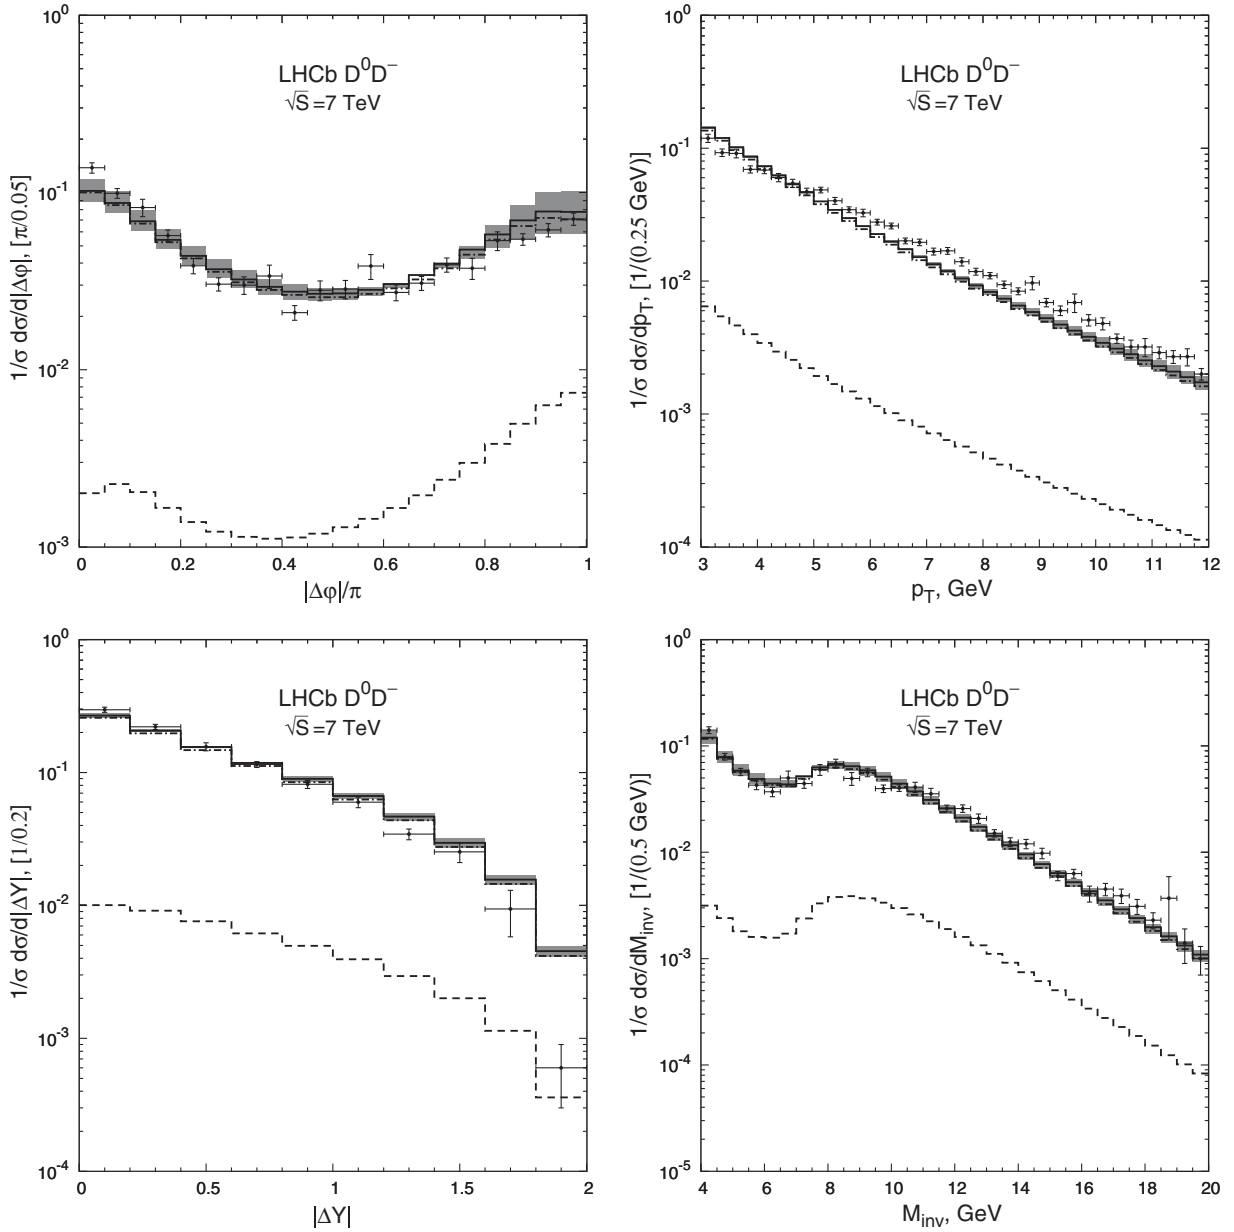 10⁰
10⁻¹
10⁻²
10⁻³
1/σ dσ/d|Δφ|, [π/0.05]
LHCb D⁰D⁻
√S=7 TeV
0 0.2 0.4 0.6 0.8 1
|Δφ|/π
10⁰
10⁻¹
10⁻²
10⁻³
10⁻⁴
1/σ dσ/dp_T, [1/(0.25 GeV)]
LHCb D⁰D⁻
√S=7 TeV
3 4 5 6 7 8 9 10 11 12
p_T, GeV
10⁰
10⁻¹
10⁻²
10⁻³
10⁻⁴
1/σ dσ/d|ΔY|, [1/0.2]
LHCb D⁰D⁻
√S=7 TeV
0 0.5 1 1.5 2
|ΔY|
10⁰
10⁻¹
10⁻²
10⁻³
10⁻⁴
10⁻⁵
1/σ dσ/dM_inv, [1/(0.5 GeV)]
LHCb D⁰D⁻
√S=7 TeV
4 6 8 10 12 14 16 18 20
M_inv, GeV